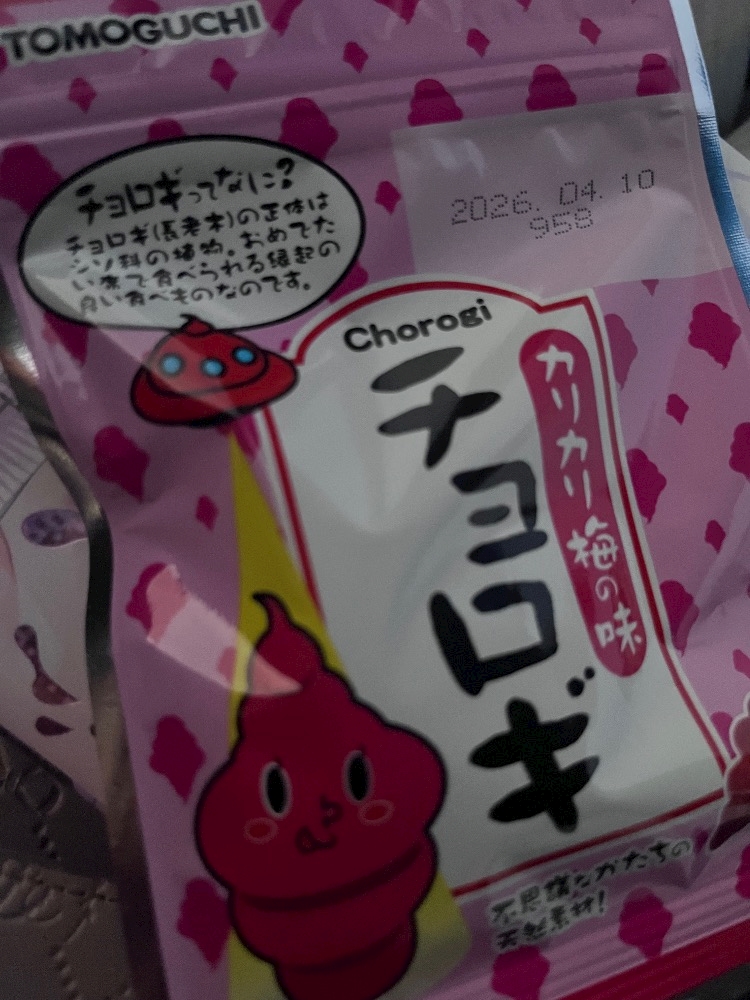 TOMOGUCHI
2026. 04. 10
958
チョロギってなに?
チョロギ(長老木)の正体は
シソ科の植物。おめでた
い席で食べられる縁起の
良い食べものなのです。
Chorogi
チョロギ
カリカリ梅の味
不思議なかたちの
天然素材!